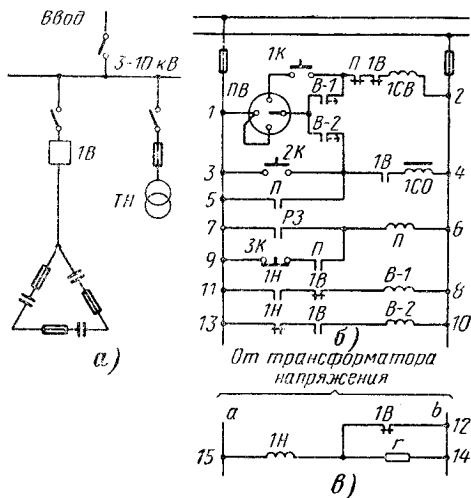 ВВОД
3-10 кВ
1В
ТН
а)
1К
ПВ
П 1В
В-1
1СВ
1
2
В-2
2К
1В
3
4
1СО
П
5
РЗ
7
6
П
3К
П
9
1Н 1В
В-1
11
8
1Н 1В
В-2
13
10
б)
От трансформатора
напряжения
а
b
1В
12
1Н
r
15
14
в)